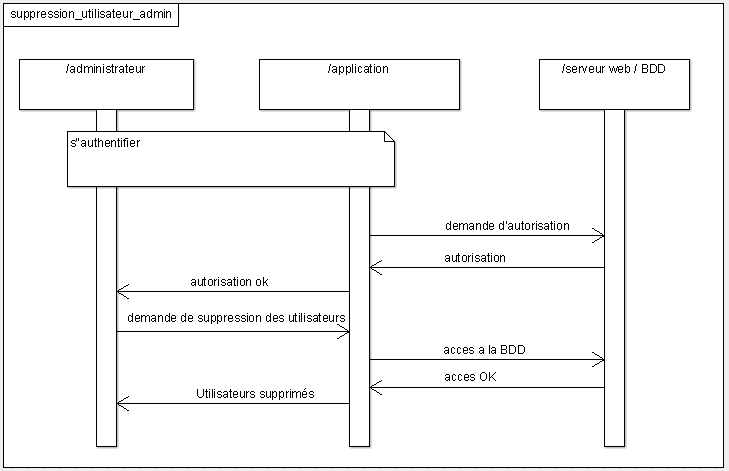 suppression_utilisateur_admin
/administrateur
/application
/serveur web / BDD
s"authentifier
demande d'autorisation
autorisation
autorisation ok
demande de suppression des utilisateurs
acces a la BDD
acces OK
Utilisateurs supprimés